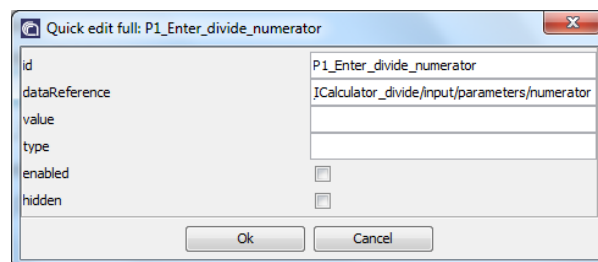 Quick edit full: P1_Enter_divide_numerator
id P1_Enter_divide_numerator
dataReference ICalculator_divide/input/parameters/numerator
value
type
enabled
hidden
Ok Cancel